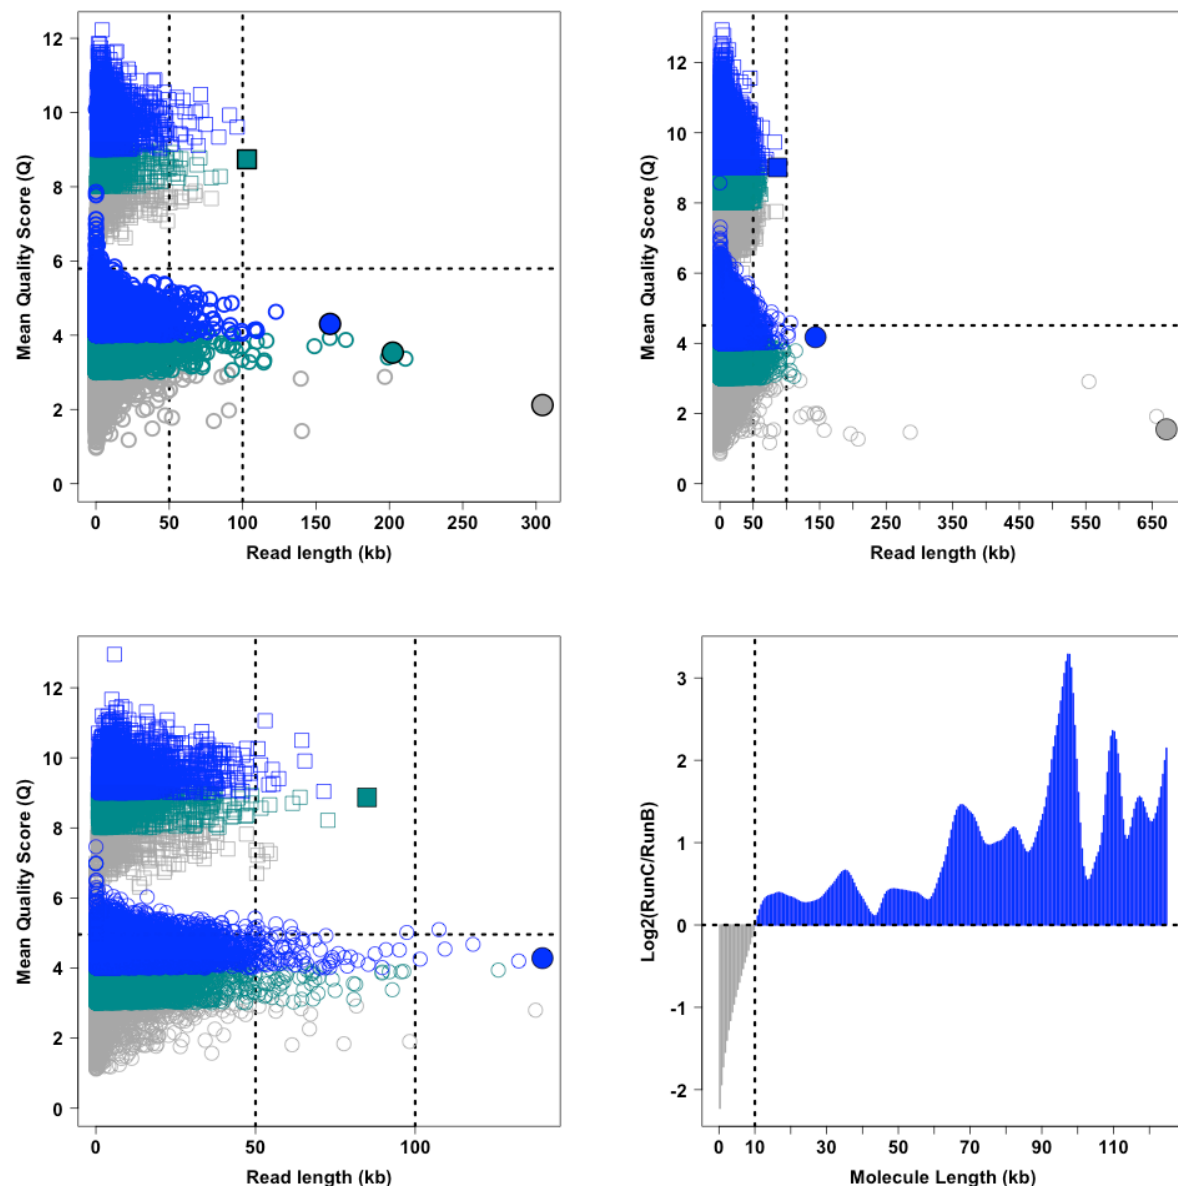 Mean Quality Score (Q)
12
10
8
6
4
2
0
0 50 100 150 200 250 300
Read length (kb)
Mean Quality Score (Q)
12
10
8
6
4
2
0
0 50 150 250 350 450 550 650
Read length (kb)
Mean Quality Score (Q)
12
10
8
6
4
2
0
0 50 100
Read length (kb)
Log2(RunC/RunB)
3
2
1
0
-1
-2
0 10 30 50 70 90 110
Molecule Length (kb)